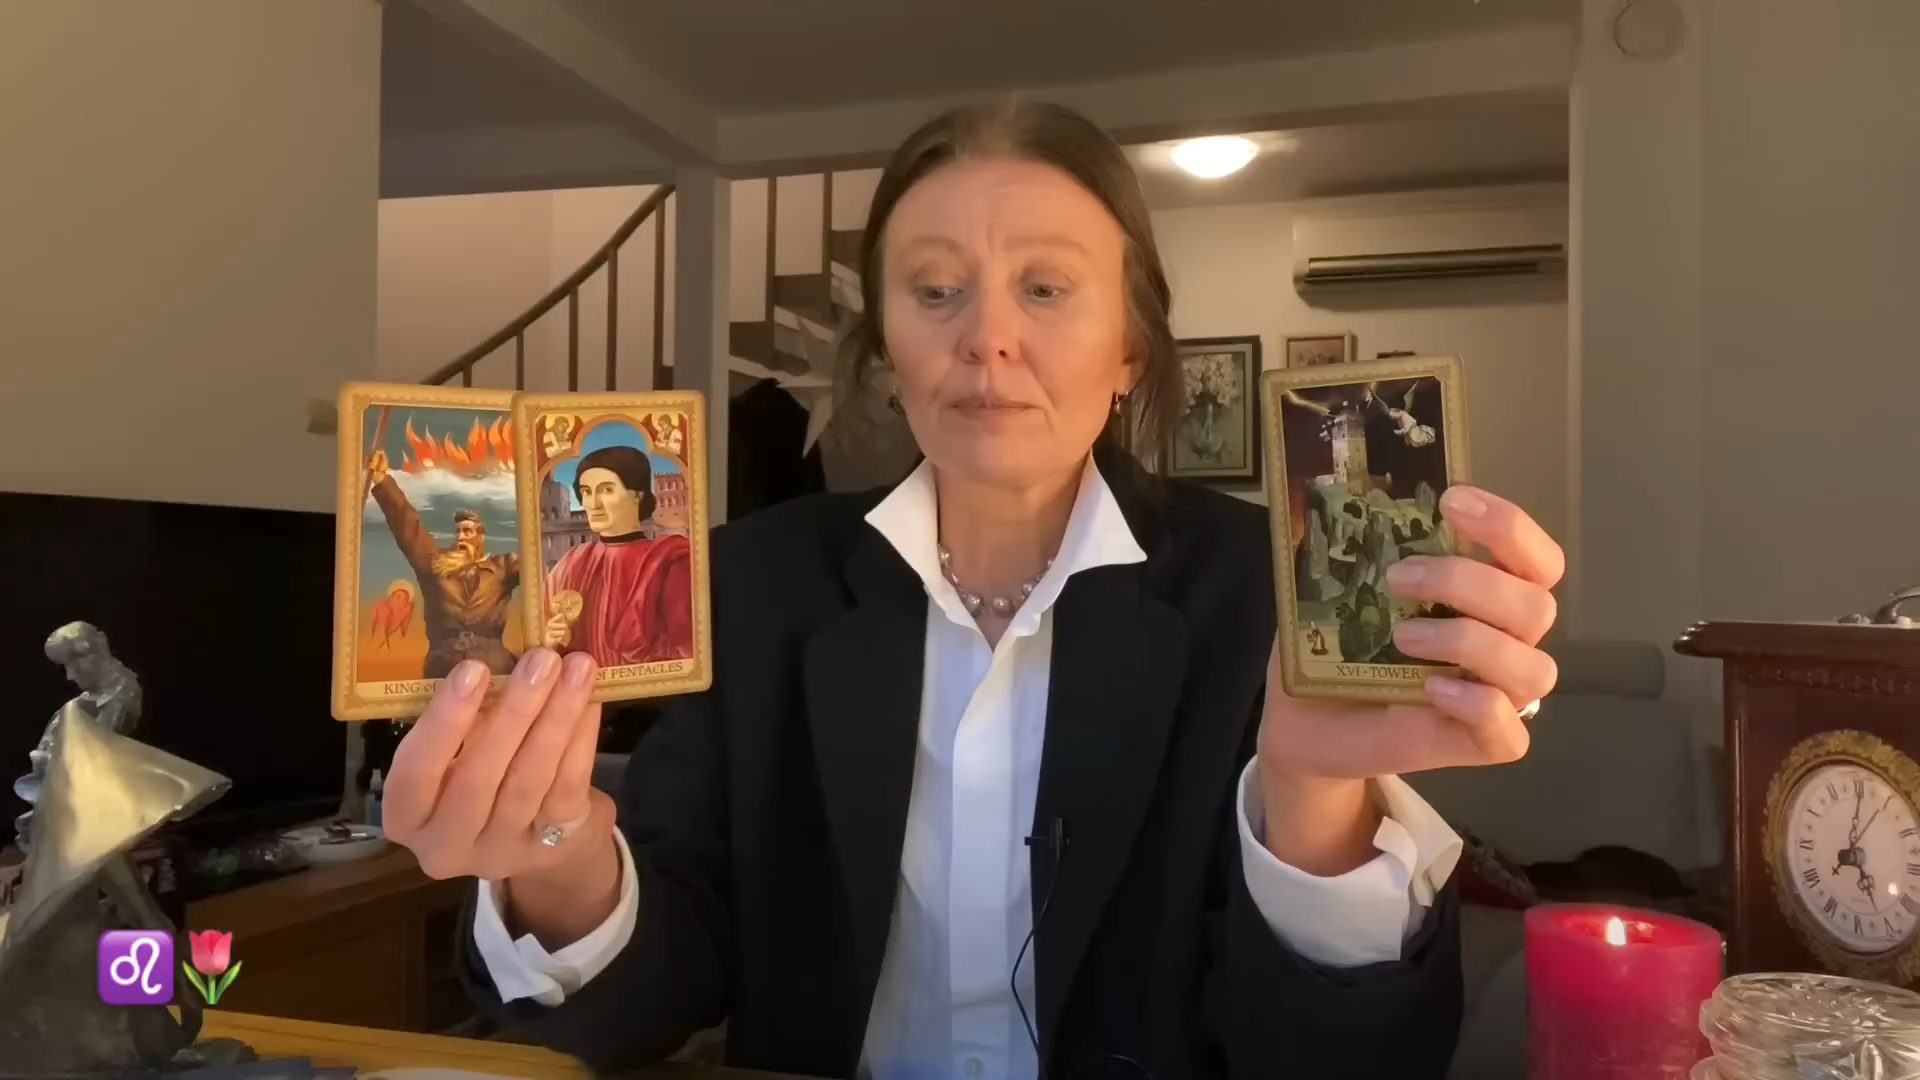 KING of
of PENTACLES
XVI · TOWER